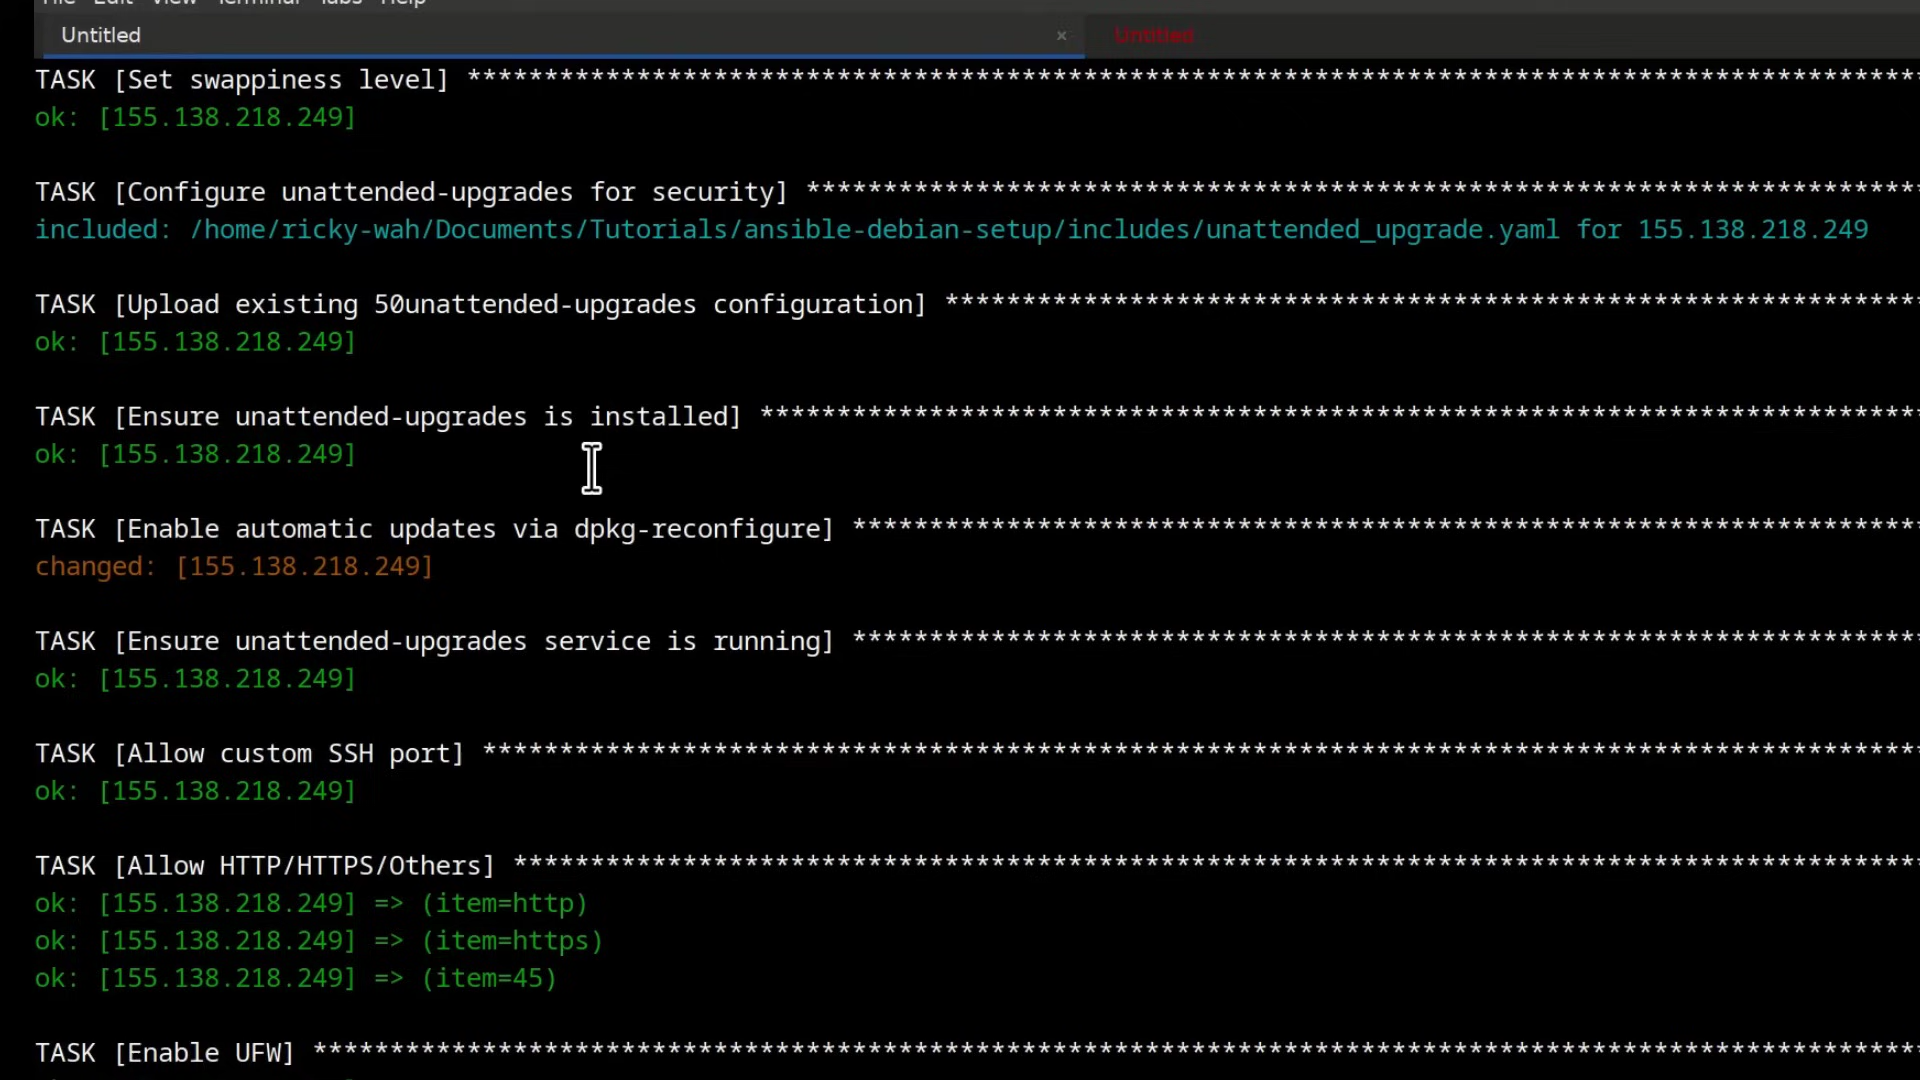 File Edit View Terminal Tabs Help
Untitled × Untitled
TASK [Set swappiness level] **********************************************************************************************
ok: [155.138.218.249]
TASK [Configure unattended-upgrades for security] ************************************************************************
included: /home/ricky-wah/Documents/Tutorials/ansible-debian-setup/includes/unattended_upgrade.yaml for 155.138.218.249
TASK [Upload existing 50unattended-upgrades configuration] ***************************************************************
ok: [155.138.218.249]
TASK [Ensure unattended-upgrades is installed] ***************************************************************************
ok: [155.138.218.249]
TASK [Enable automatic updates via dpkg-reconfigure] *********************************************************************
changed: [155.138.218.249]
TASK [Ensure unattended-upgrades service is running] *********************************************************************
ok: [155.138.218.249]
TASK [Allow custom SSH port] *********************************************************************************************
ok: [155.138.218.249]
TASK [Allow HTTP/HTTPS/Others] *******************************************************************************************
ok: [155.138.218.249] => (item=http)
ok: [155.138.218.249] => (item=https)
ok: [155.138.218.249] => (item=45)
TASK [Enable UFW] ********************************************************************************************************